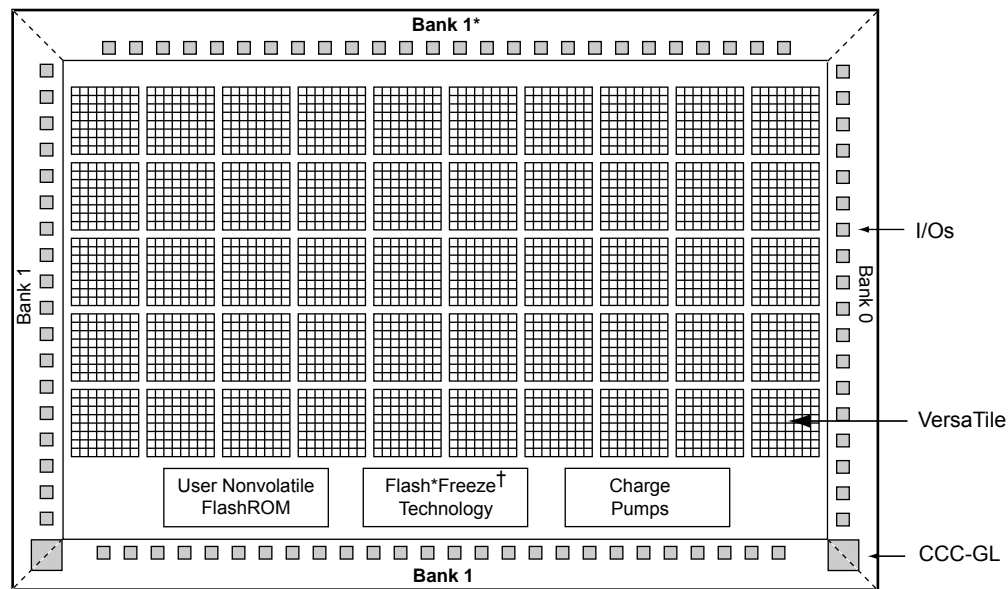 Bank 1*
I/Os
Bank 1
Bank 0
VersaTile
User Nonvolatile
FlashROM
Flash*Freeze†
Technology
Charge
Pumps
CCC-GL
Bank 1